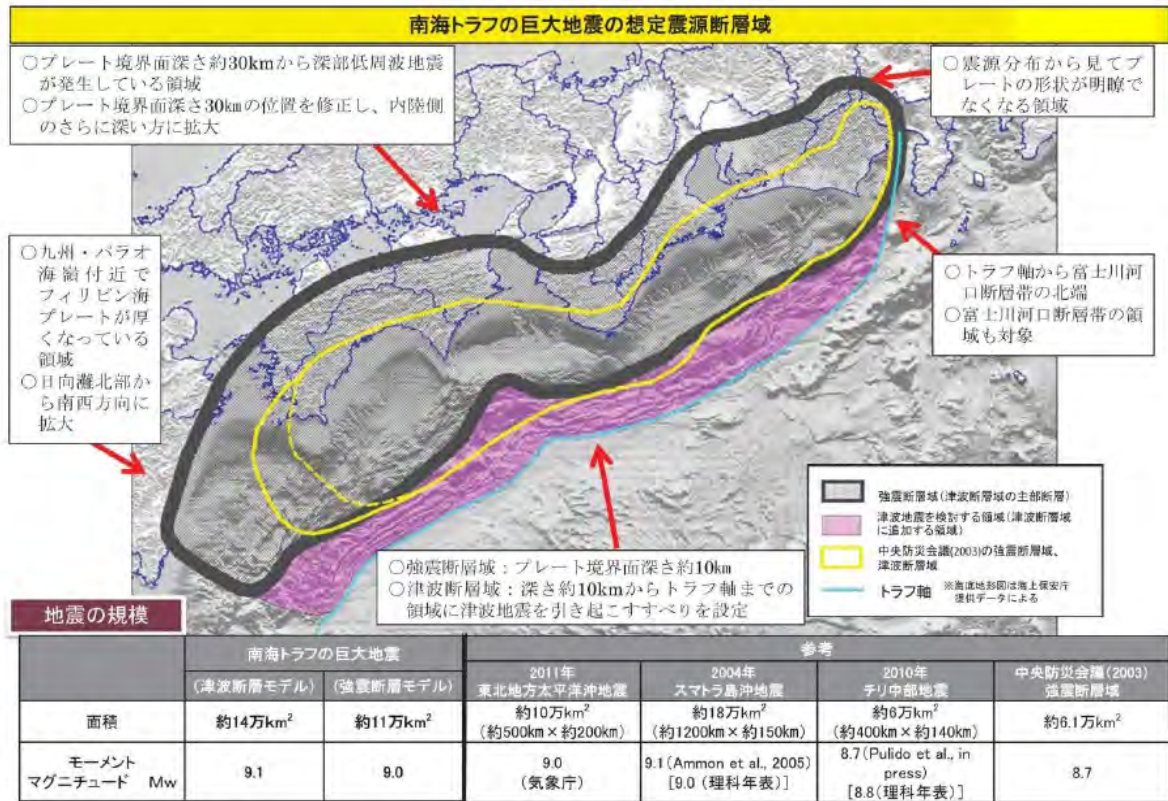 南海トラフの巨大地震の想定震源断層域
○プレート境界面深さ約30kmから深部低周波地震
が発生している領域
○プレート境界面深さ30kmの位置を修正し、内陸側
のさらに深い方に拡大
○震源分布から見てプ
レートの形状が明瞭
でなくなる領域
○九州・パラオ
海嶺付近で
フィリピン海
プレートが厚
くなっている
領域
○日向灘北部か
ら南西方向に
拡大
○トラフ軸から富士川河
口断層帯の北端
○富士川河口断層帯の領
域も対象
強震断層域(津波断層域の主部断層)
津波地震を検討する領域(津波断層域
に追加する領域)
中央防災会議(2003)の強震断層域、
津波断層域
トラフ軸 ※海底地形図は海上保安庁
提供データによる
○強震断層域：プレート境界面深さ約10km
○津波断層域：深さ約10kmからトラフ軸までの
領域に津波地震を引き起こすすべりを設定
地震の規模
南海トラフの巨大地震 参考
(津波断層モデル) (強震断層モデル) 2011年 2004年 2010年 中央防災会議(2003)
東北地方太平洋沖地震 スマトラ島沖地震 チリ中部地震 強震断層域
面積 約14万km² 約11万km² 約10万km² 約18万km² 約6万km² 約6.1万km²
(約500km×約200km) (約1200km×約150km) (約400km×約140km)
モーメント
マグニチュード Mw 9.1 9.0 9.0 9.1(Ammon et al., 2005) 8.7(Pulido et al., in 8.7
(気象庁) [9.0 (理科年表)] press)
[8.8(理科年表)]